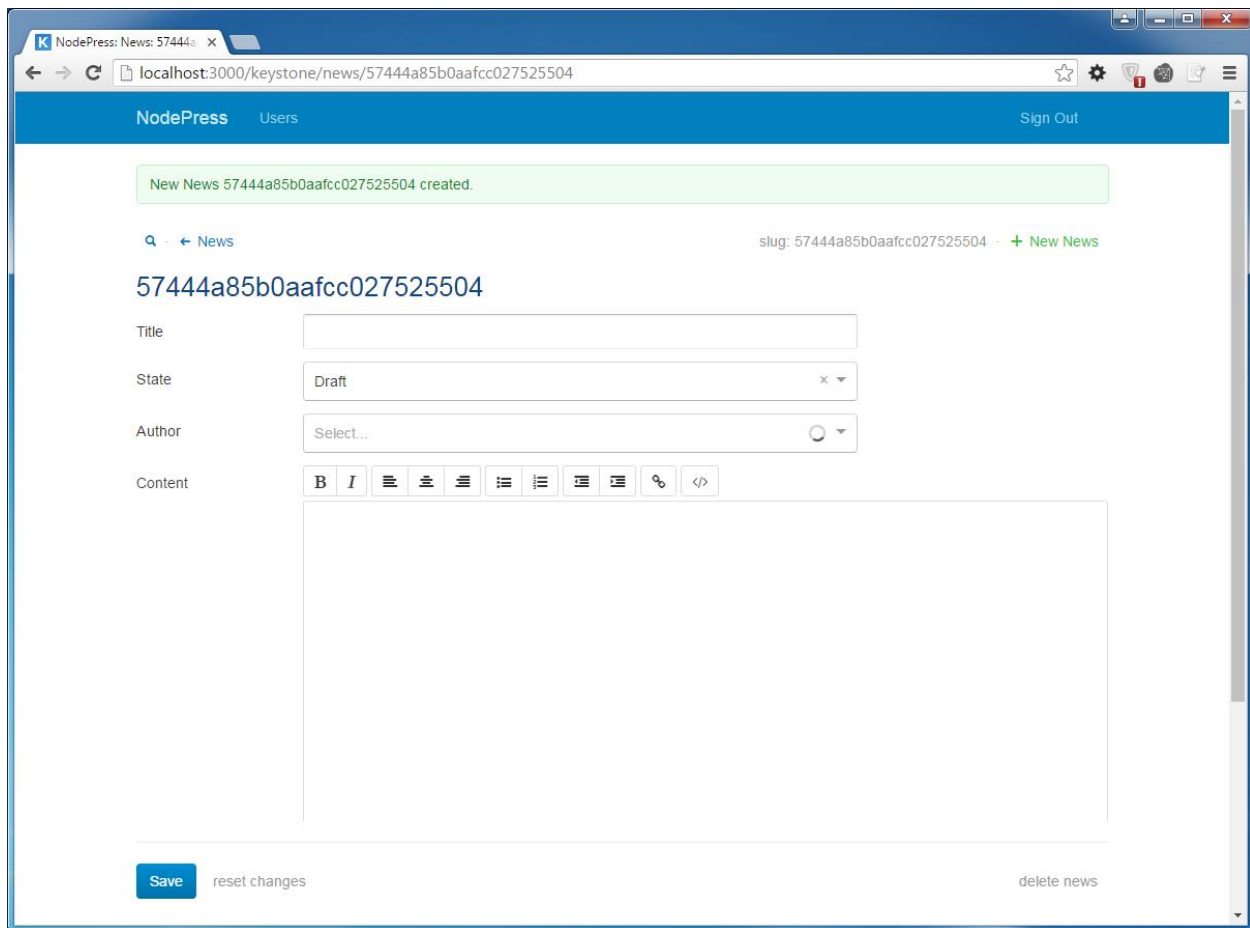 NodePress: News: 57444a
localhost:3000/keystone/news/57444a85b0aafcc027525504
NodePress Users Sign Out
New News 57444a85b0aafcc027525504 created.
← News slug: 57444a85b0aafcc027525504 · + New News
57444a85b0aafcc027525504
Title
State Draft
Author Select...
Content B I </>
Save reset changes delete news